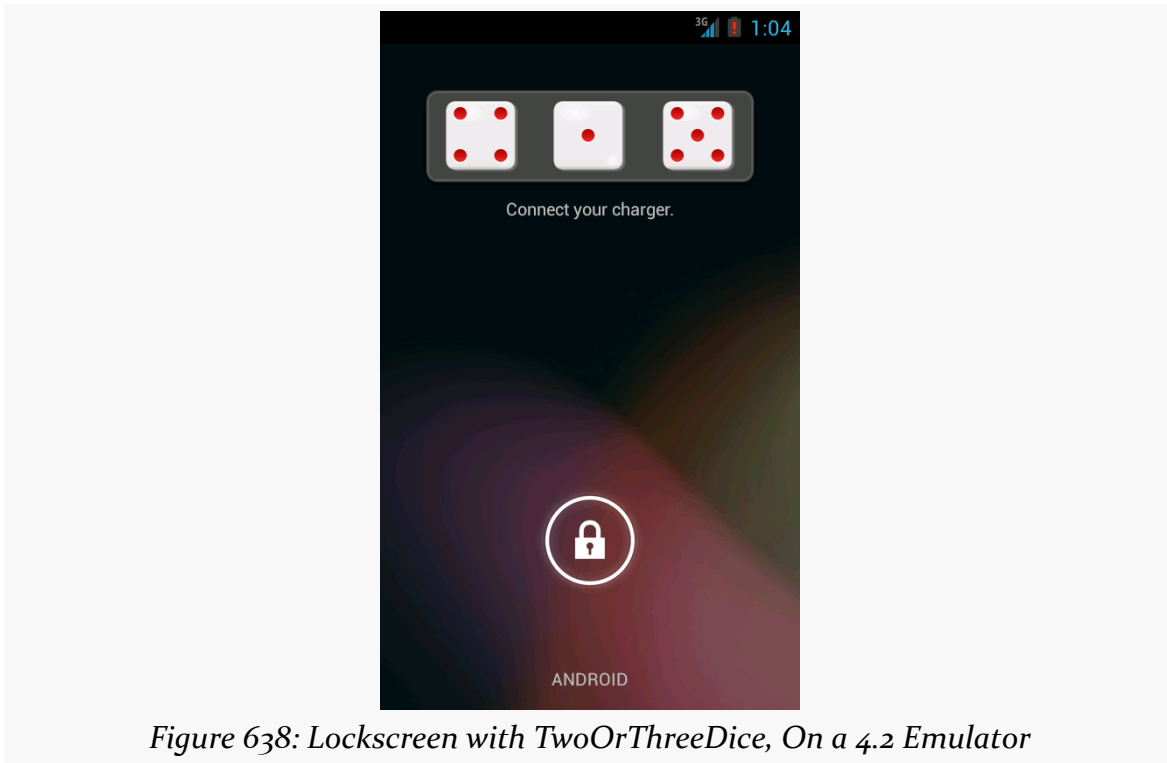 3G 1:04
Connect your charger.
ANDROID
Figure 638: Lockscreen with TwoOrThreeDice, On a 4.2 Emulator